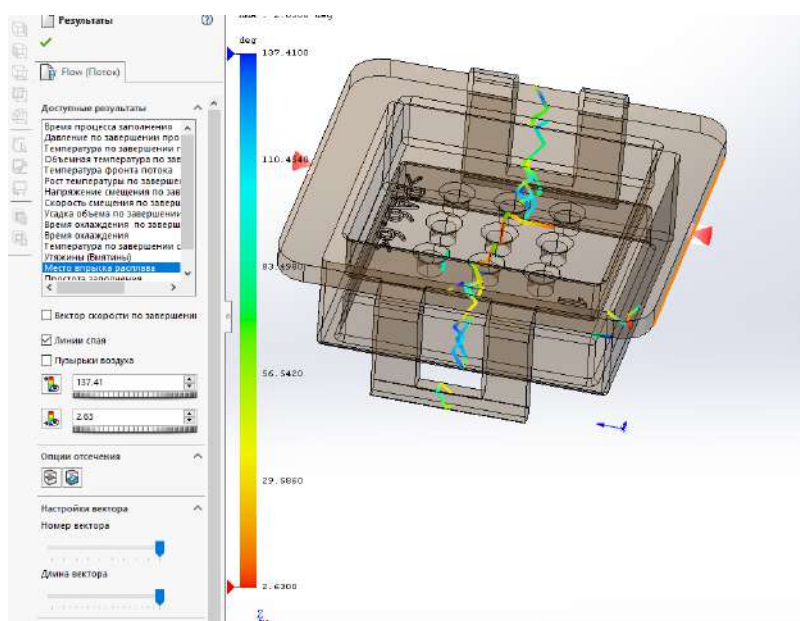 Результаты
Flow (Поток)
Доступные результаты
Время процесса заполнения
Давление по завершении про
Температура по завершении г
Объемная температура по зав
Температура фронта потока
Рост температуры по заверше
Напряжение смещения по зав
Скорость смещения по заверш
Усадка объема по завершении
Время охлаждения по заверш
Время охлаждения
Температура по завершении с
Утяжины (Вмятины)
Место впрыска расплава
Простота заполнения
Вектор скорости по завершени
Линии спая
Пузырьки воздуха
137.41
2.63
Опции отсечения
Настройки вектора
Номер вектора
Длина вектора
deg
137.4100
110.4540
83.4980
56.5420
29.5860
2.6300